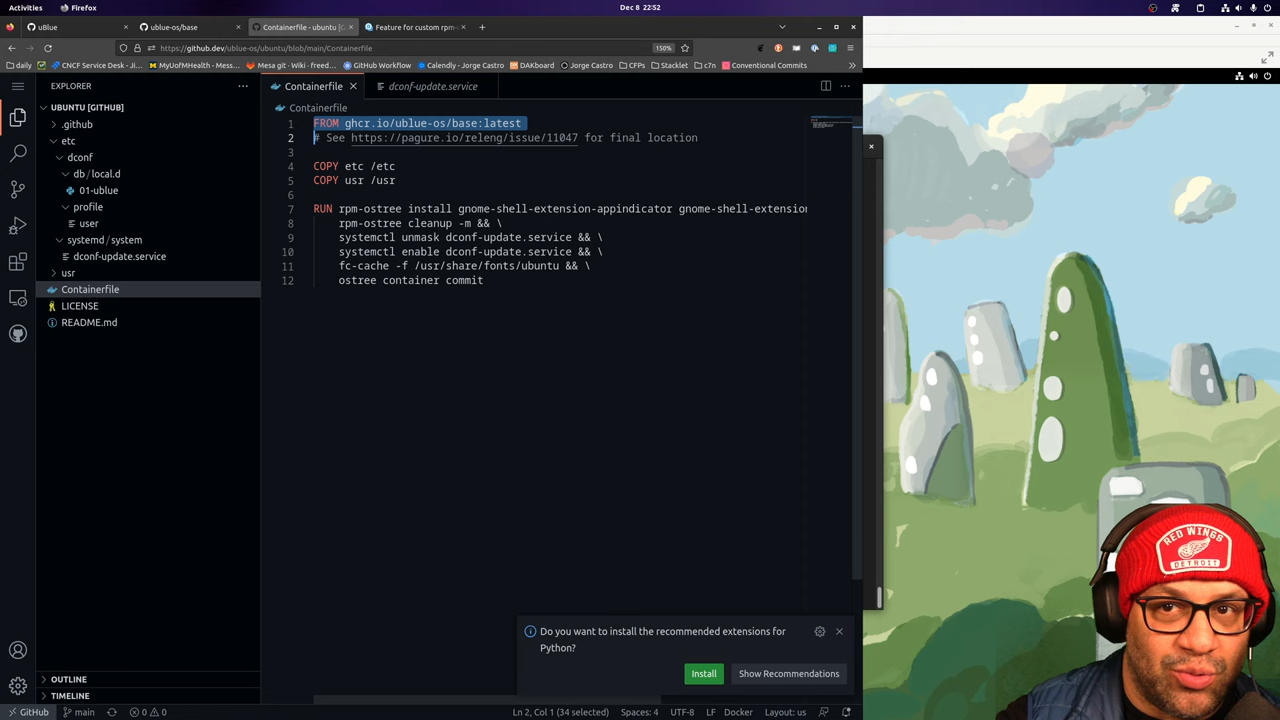 Activities
Firefox
Dec 8 22:52
uBlue
ublue-os/base
Containerfile - ubuntu [G
Feature for custom rpm-o
https://github.dev/ublue-os/ubuntu/blob/main/Containerfile
150%
daily
CNCF Service Desk - Ji...
MyUofMHealth - Mess...
Mesa git · Wiki · freed...
GitHub Workflow
Calendly - Jorge Castro
DAKboard
Jorge Castro
CFPs
Stacklet
c7n
Conventional Commits
EXPLORER
Containerfile
dconf-update.service
UBUNTU [GITHUB]
.github
etc
dconf
db / local.d
01-ublue
profile
user
systemd / system
dconf-update.service
usr
Containerfile
LICENSE
README.md
OUTLINE
TIMELINE
Containerfile
1 FROM ghcr.io/ublue-os/base:latest
2 # See https://pagure.io/releng/issue/11047 for final location
3
4 COPY etc /etc
5 COPY usr /usr
6
7 RUN rpm-ostree install gnome-shell-extension-appindicator gnome-shell-extension
8 rpm-ostree cleanup -m && \
9 systemctl unmask dconf-update.service && \
10 systemctl enable dconf-update.service && \
11 fc-cache -f /usr/share/fonts/ubuntu && \
12 ostree container commit
Do you want to install the recommended extensions for
Python?
Install
Show Recommendations
GitHub
main
0
0
Ln 2, Col 1 (34 selected)
Spaces: 4
UTF-8
LF
Docker
Layout: us
RED WINGS
DETROIT